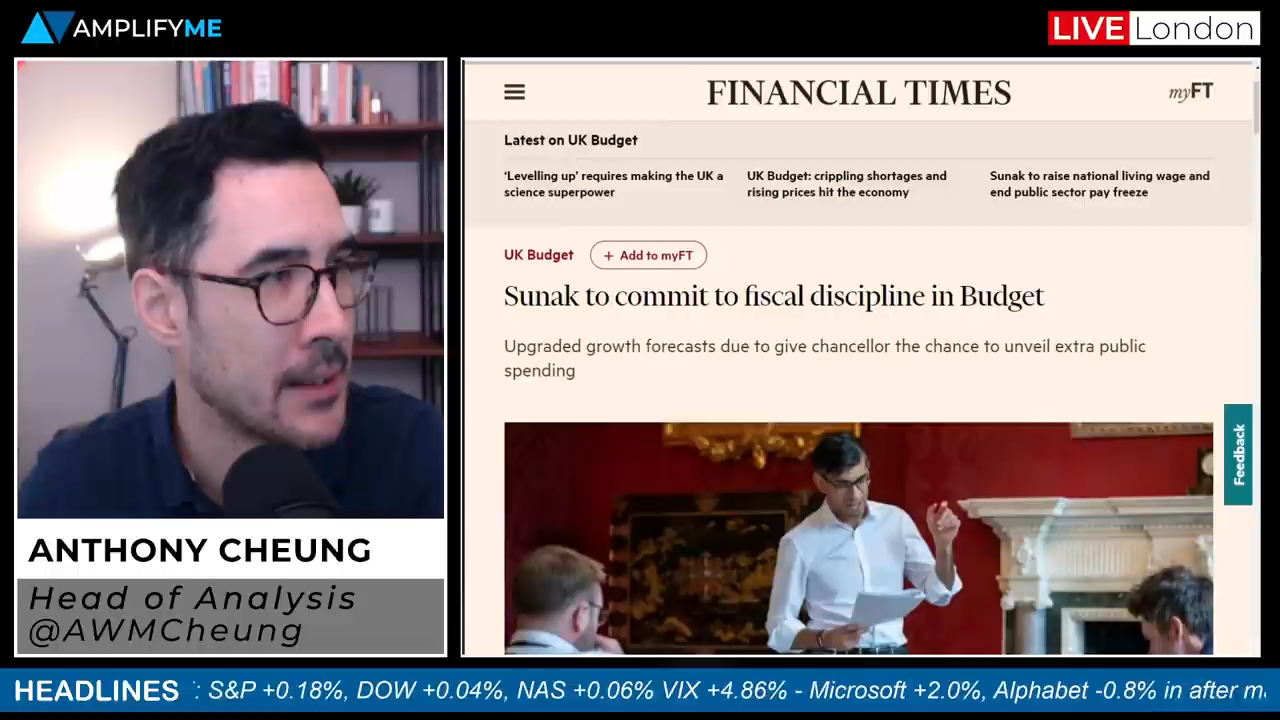 AMPLIFYME
LIVE London
FINANCIAL TIMES
myFT
Latest on UK Budget
‘Levelling up’ requires making the UK a
science superpower
UK Budget: crippling shortages and
rising prices hit the economy
Sunak to raise national living wage and
end public sector pay freeze
UK Budget
+ Add to myFT
Sunak to commit to fiscal discipline in Budget
Upgraded growth forecasts due to give chancellor the chance to unveil extra public
spending
Feedback
ANTHONY CHEUNG
Head of Analysis
@AWMCheung
HEADLINES : S&P +0.18%, DOW +0.04%, NAS +0.06% VIX +4.86% - Microsoft +2.0%, Alphabet -0.8% in after